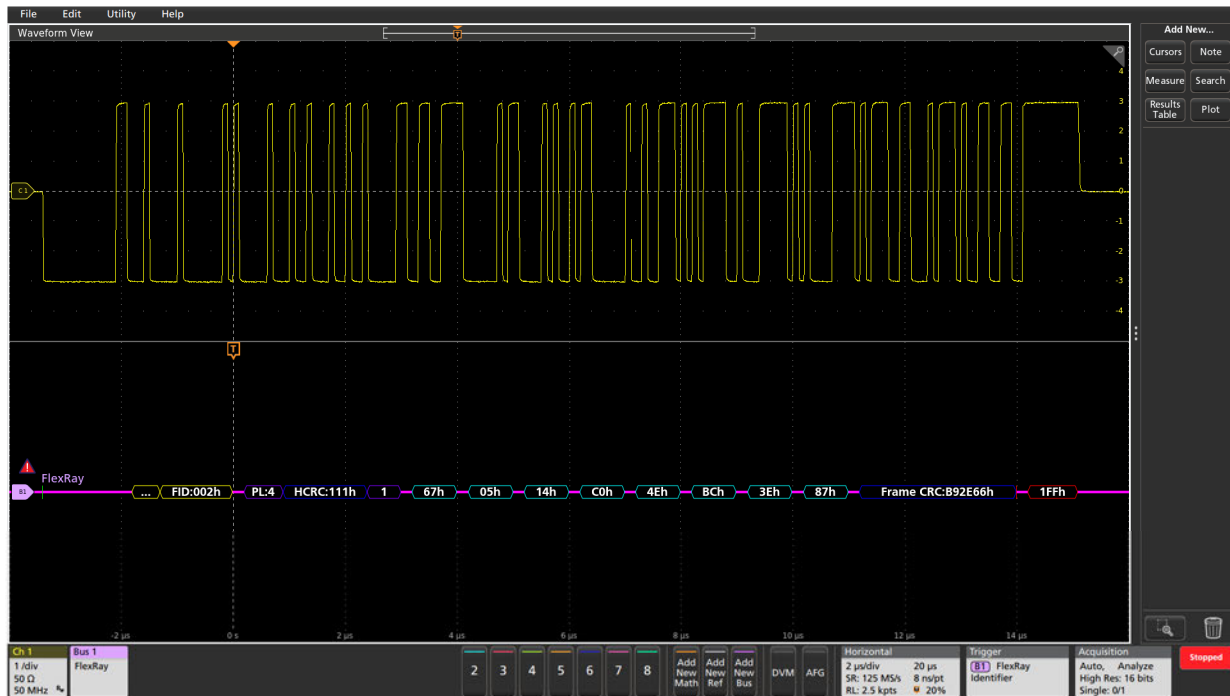 File Edit Utility Help
Waveform View
Add New...
Cursors Note
Measure Search
Results Table Plot
T
4
3
2
1
0
-1
-2
-3
-4
C 1
T
FlexRay
B1
... FID:002h PL:4 HCRC:111h 1 67h 05h 14h C0h 4Eh BCh 3Eh 87h Frame CRC:B92E66h 1FFh
-2 µs 0 s 2 µs 4 µs 6 µs 8 µs 10 µs 12 µs 14 µs
Ch 1
1 /div
50 Ω
50 MHz
Bus 1
FlexRay
2 3 4 5 6 7 8
Add New Math
Add New Ref
Add New Bus
DVM AFG
Horizontal
2 µs/div 20 µs
SR: 125 MS/s 8 ns/pt
RL: 2.5 kpts 20%
Trigger
B1 FlexRay
Identifier
Acquisition
Auto, Analyze
High Res: 16 bits
Single: 0/1
Stopped